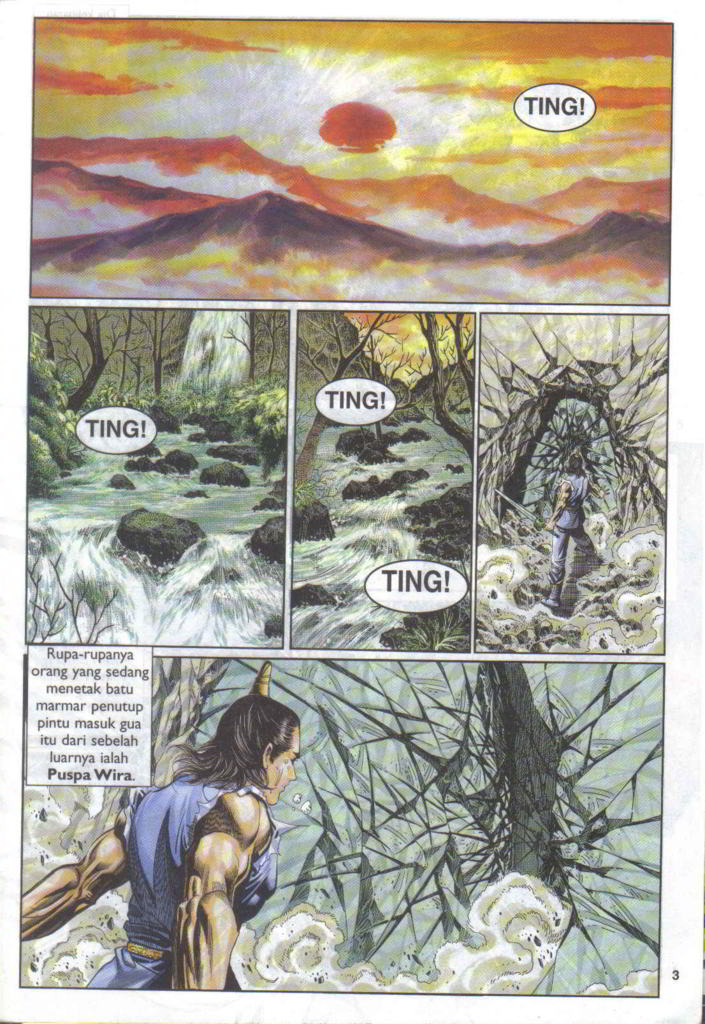 TING!
TING!
TING!
TING!
Rupa-rupanya
orang yang sedang
menetak batu
marmar penutup
pintu masuk gua
itu dari sebelah
luarnya ialah
Puspa Wira.
3